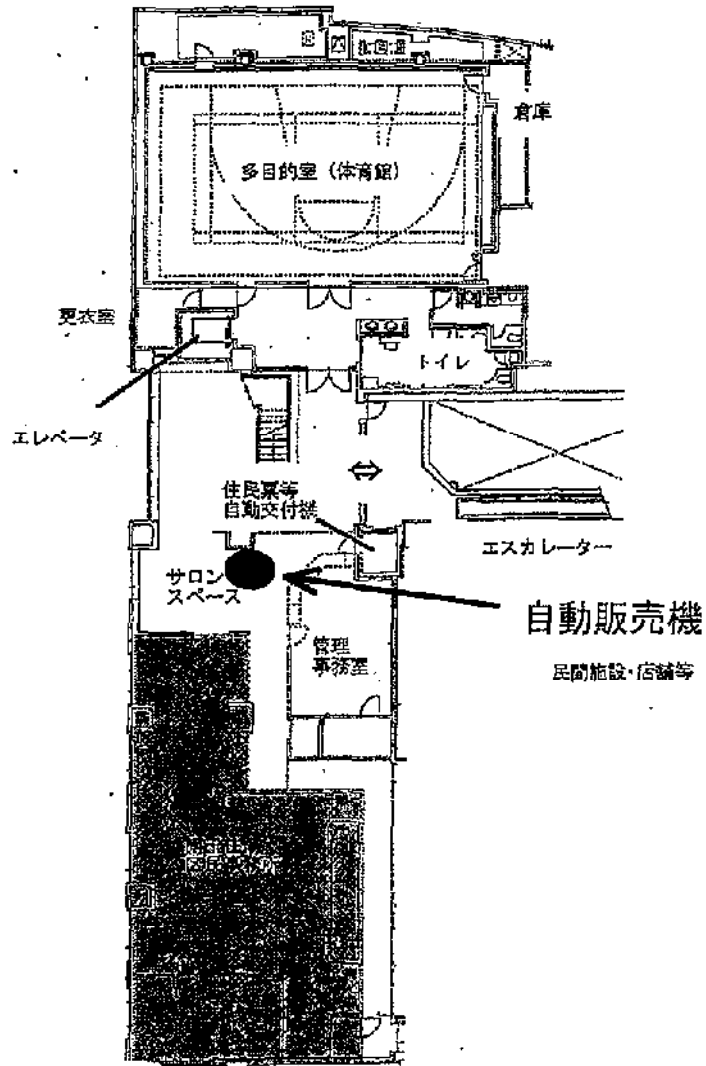 倉庫
多目的室（体育館）
更衣室
トイレ
エレベータ
住民票等
自動交付機
エスカレーター
サロン
スペース
自動販売機
管理
事務室
民間施設・店舗等